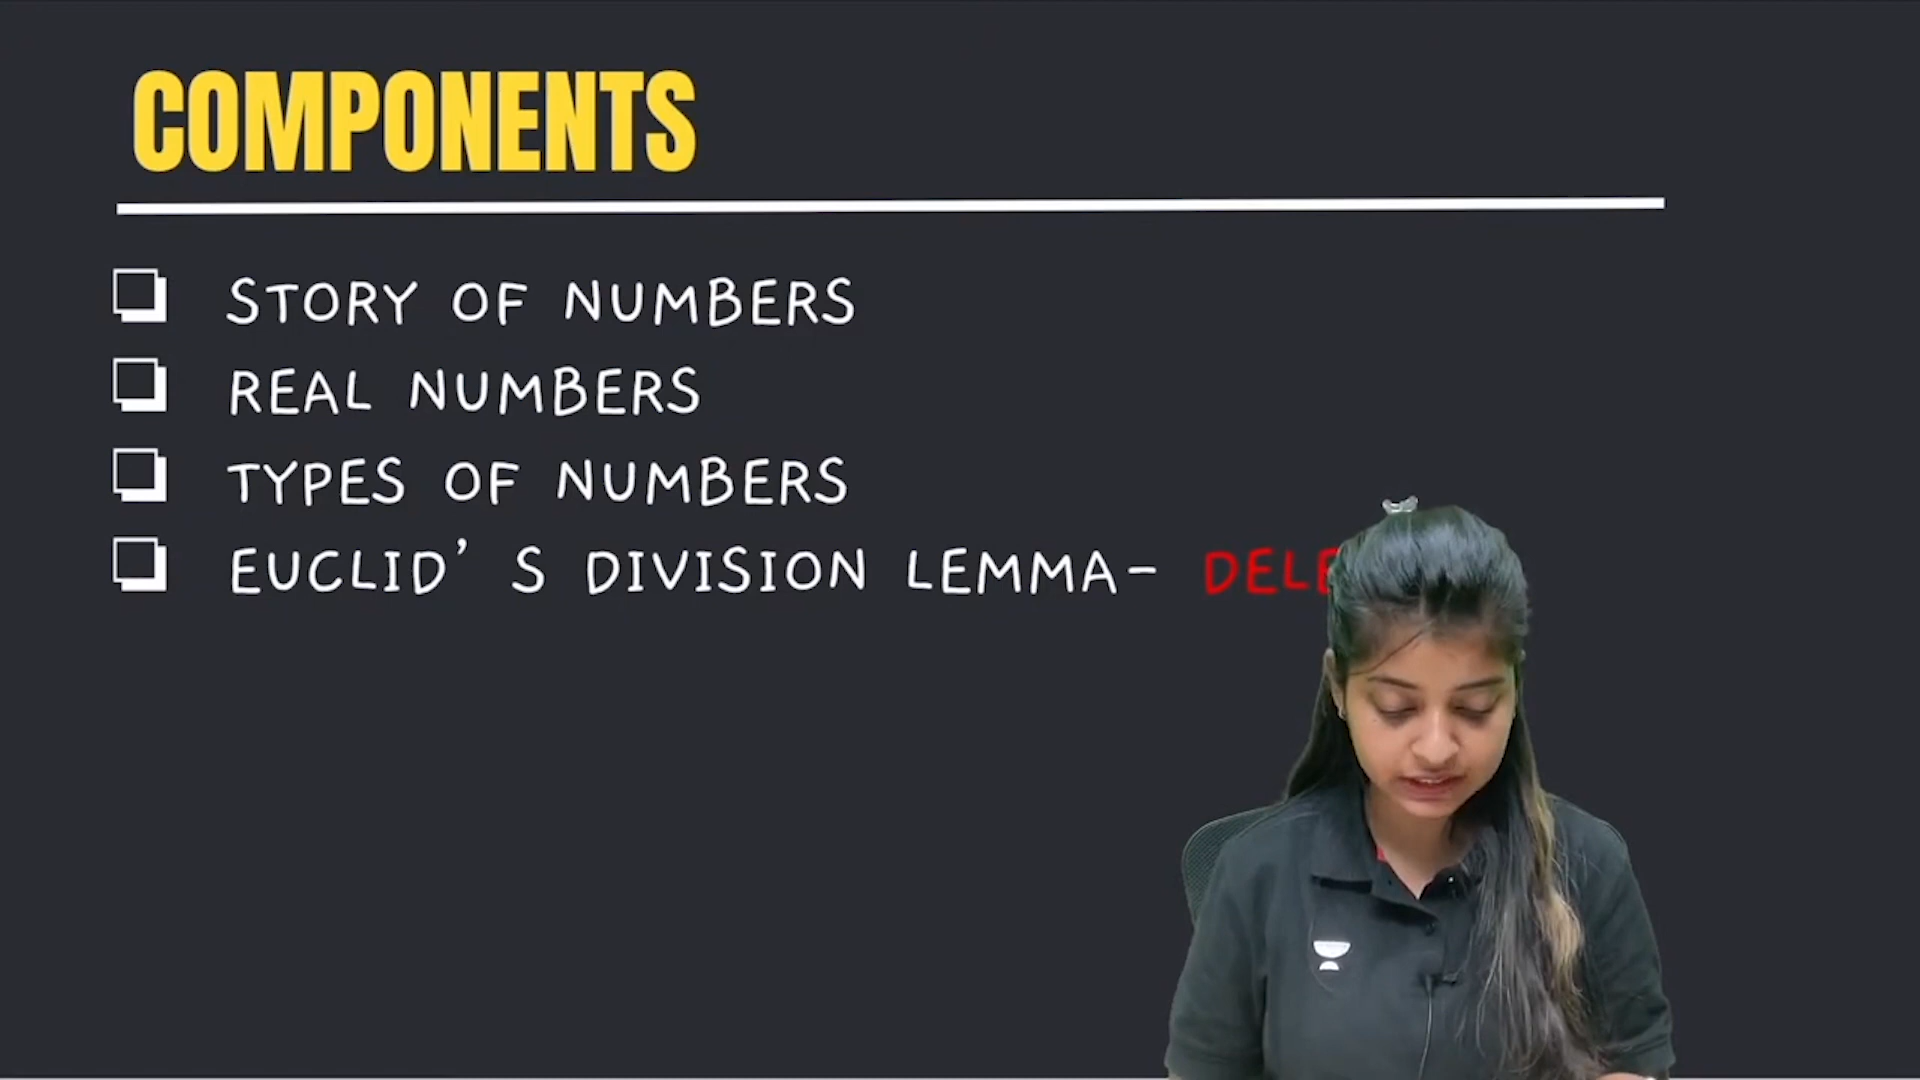 COMPONENTS
STORY OF NUMBERS
REAL NUMBERS
TYPES OF NUMBERS
EUCLID' S DIVISION LEMMA-